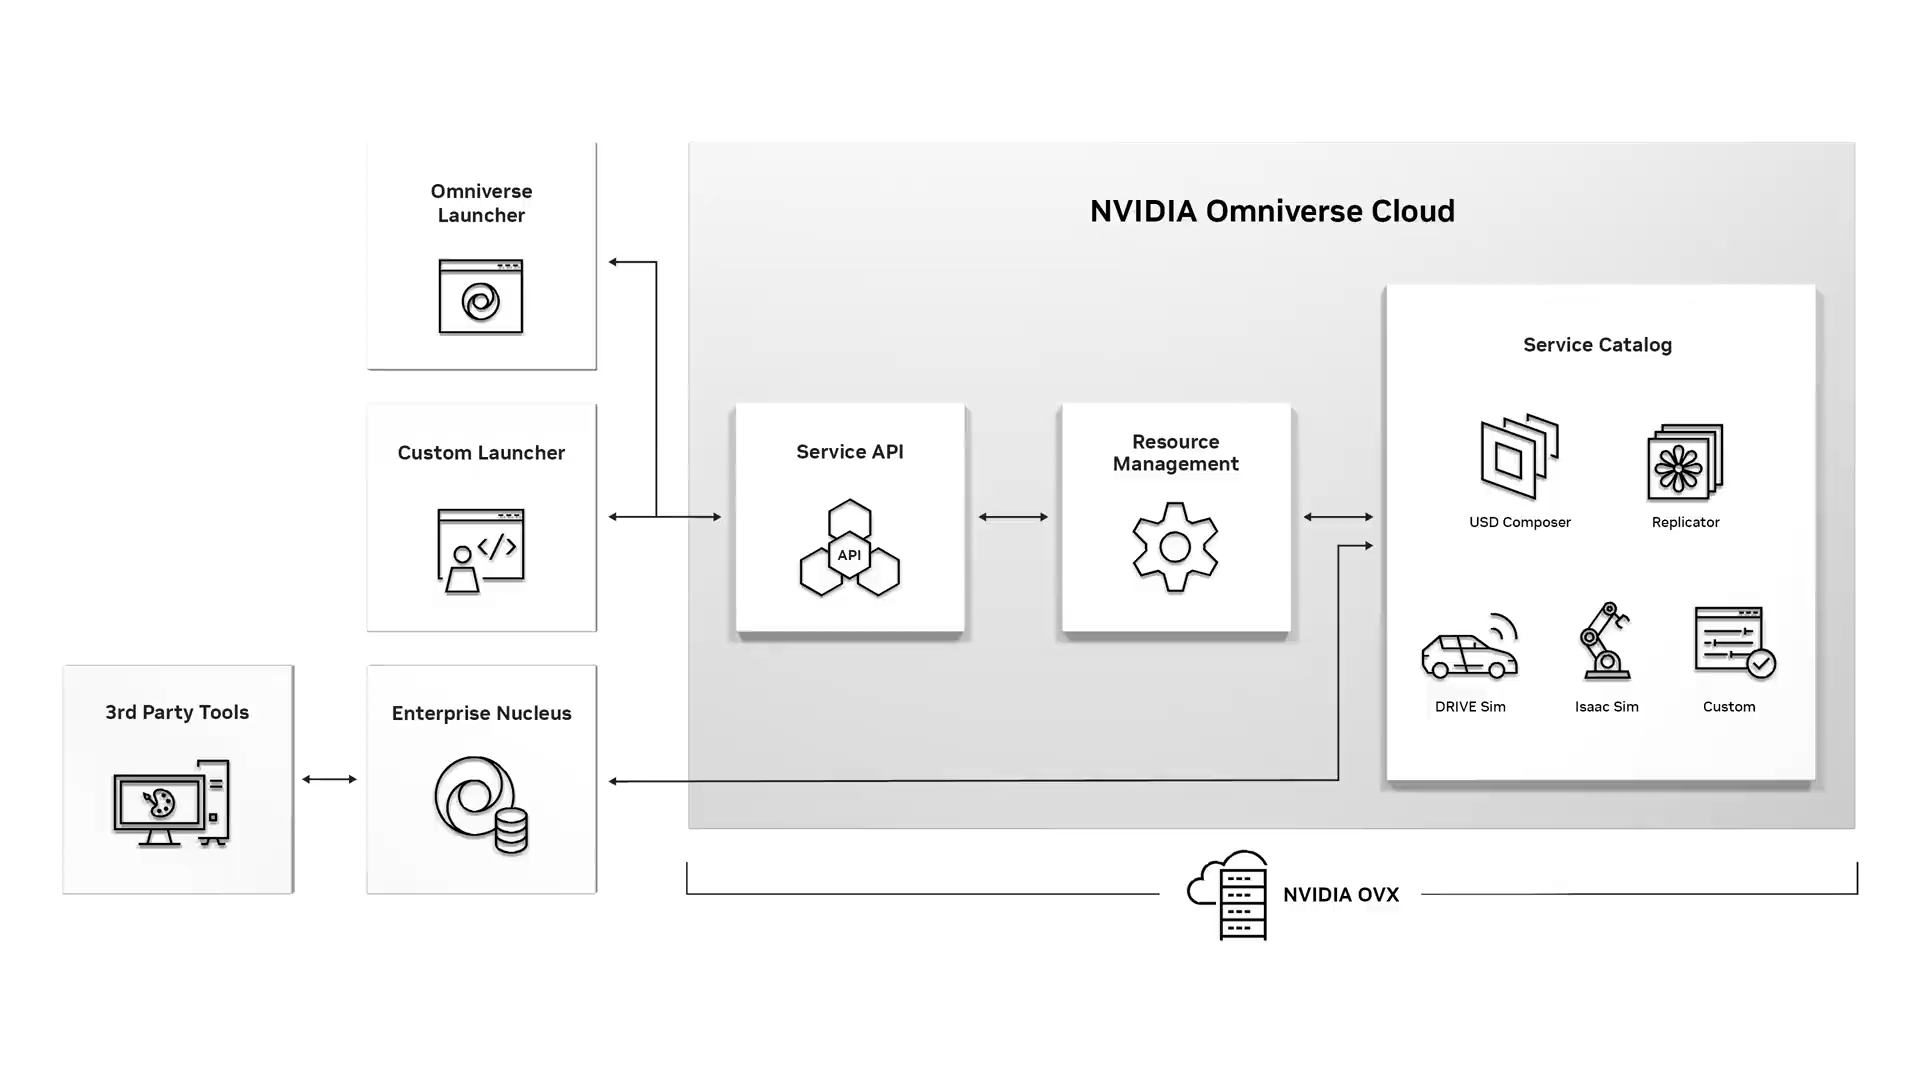 Omniverse
Launcher
NVIDIA Omniverse Cloud
Custom Launcher
Service API
API
Resource
Management
Service Catalog
USD Composer
Replicator
DRIVE Sim
Isaac Sim
Custom
3rd Party Tools
Enterprise Nucleus
NVIDIA OVX